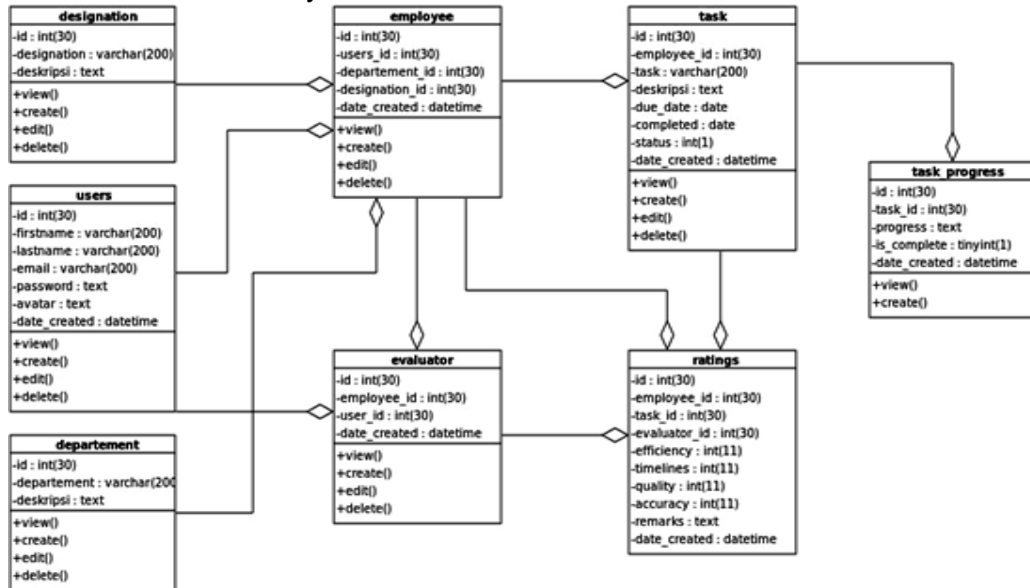 designation
-id : int(30)
-designation : varchar(200)
-deskripsi : text
+view()
+create()
+edit()
+delete()
users
-id : int(30)
-firstname : varchar(200)
-lastname : varchar(200)
-email : varchar(200)
-password : text
-avatar : text
-date_created : datetime
+view()
+create()
+edit()
+delete()
departement
-id : int(30)
-departement : varchar(200
-deskripsi : text
+view()
+create()
+edit()
+delete()
employee
-id : int(30)
-users_id : int(30)
-departement_id : int(30)
-designation_id : int(30)
-date_created : datetime
+view()
+create()
+edit()
+delete()
evaluator
-id : int(30)
-employee_id : int(30)
-user_id : int(30)
-date_created : datetime
+view()
+create()
+edit()
+delete()
task
-id : int(30)
-employee_id : int(30)
-task : varchar(200)
-deskripsi : text
-due_date : date
-completed : date
-status : int(1)
-date_created : datetime
+view()
+create()
+edit()
+delete()
ratings
-id : int(30)
-employee_id : int(30)
-task_id : int(30)
-evaluator_id : int(30)
-efficiency : int(11)
-timelines : int(11)
-quality : int(11)
-accuracy : int(11)
-remarks : text
-date_created : datetime
task_progress
-id : int(30)
-task_id : int(30)
-progress : text
-is_complete : tinyint(1)
-date_created : datetime
+view()
+create()